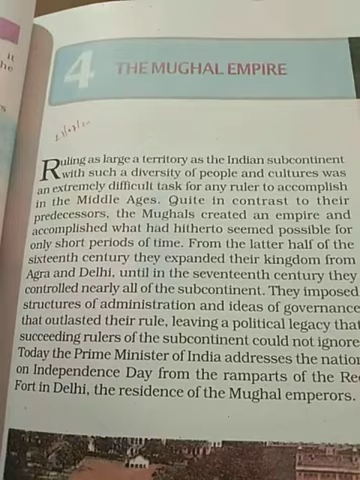 it
he
s
4 THE MUGHAL EMPIRE
Ruling as large a territory as the Indian subcontinent
with such a diversity of people and cultures was
an extremely difficult task for any ruler to accomplish
in the Middle Ages. Quite in contrast to their
predecessors, the Mughals created an empire and
accomplished what had hitherto seemed possible for
only short periods of time. From the latter half of the
sixteenth century they expanded their kingdom from
Agra and Delhi, until in the seventeenth century they
controlled nearly all of the subcontinent. They imposed
structures of administration and ideas of governance
that outlasted their rule, leaving a political legacy that
succeeding rulers of the subcontinent could not ignore
Today the Prime Minister of India addresses the nation
on Independence Day from the ramparts of the Re
Fort in Delhi, the residence of the Mughal emperors.